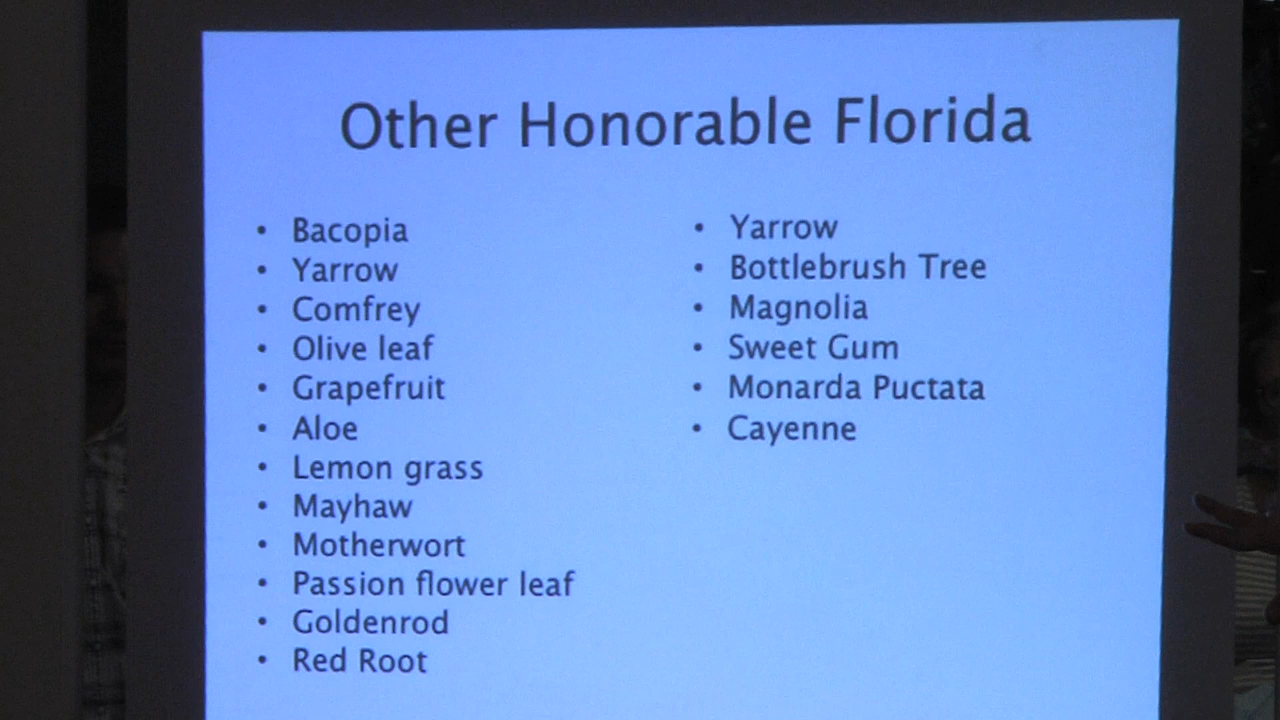 Other Honorable Florida
• Bacopia
• Yarrow
• Comfrey
• Olive leaf
• Grapefruit
• Aloe
• Lemon grass
• Mayhaw
• Motherwort
• Passion flower leaf
• Goldenrod
• Red Root
• Yarrow
• Bottlebrush Tree
• Magnolia
• Sweet Gum
• Monarda Puctata
• Cayenne